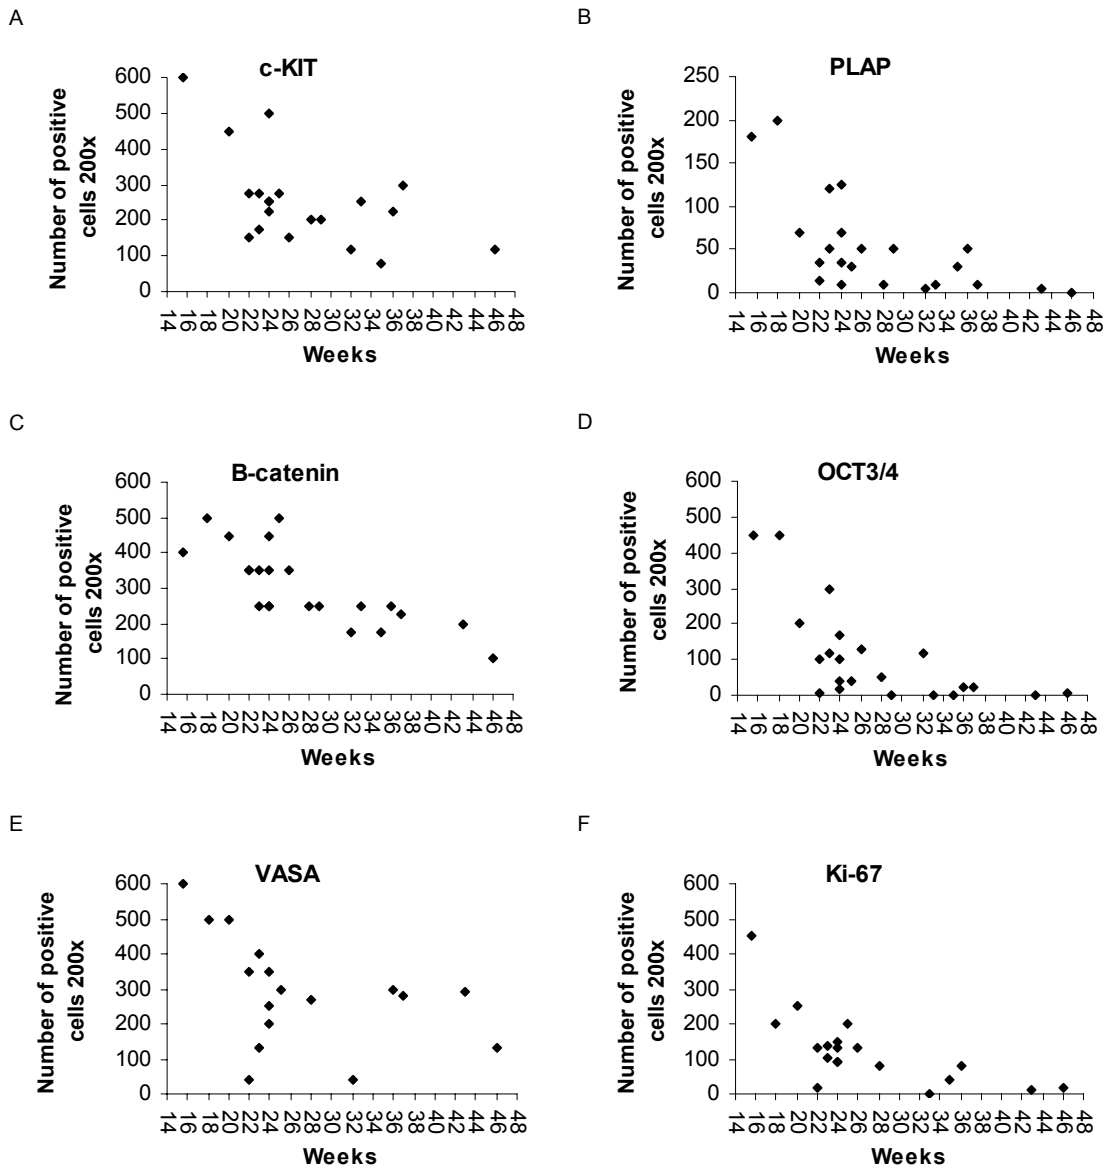 A
c-KIT
Number of positive
cells 200x
600
500
400
300
200
100
0
14 16 18 20 22 24 26 28 30 32 34 36 38 40 42 44 46 48
Weeks
B
PLAP
Number of positive
cells 200x
250
200
150
100
50
0
14 16 18 20 22 24 26 28 30 32 34 36 38 40 42 44 46 48
Weeks
C
B-catenin
Number of positive
cells 200x
600
500
400
300
200
100
0
14 16 18 20 22 24 26 28 30 32 34 36 38 40 42 44 46 48
Weeks
D
OCT3/4
Number of positive
cells 200x
600
500
400
300
200
100
0
14 16 18 20 22 24 26 28 30 32 34 36 38 40 42 44 46 48
Weeks
E
VASA
Number of positive
cells 200x
600
500
400
300
200
100
0
14 16 18 20 22 24 26 28 30 32 34 36 38 40 42 44 46 48
Weeks
F
Ki-67
Number of positive
cells 200x
600
500
400
300
200
100
0
14 16 18 20 22 24 26 28 30 32 34 36 38 40 42 44 46 48
Weeks